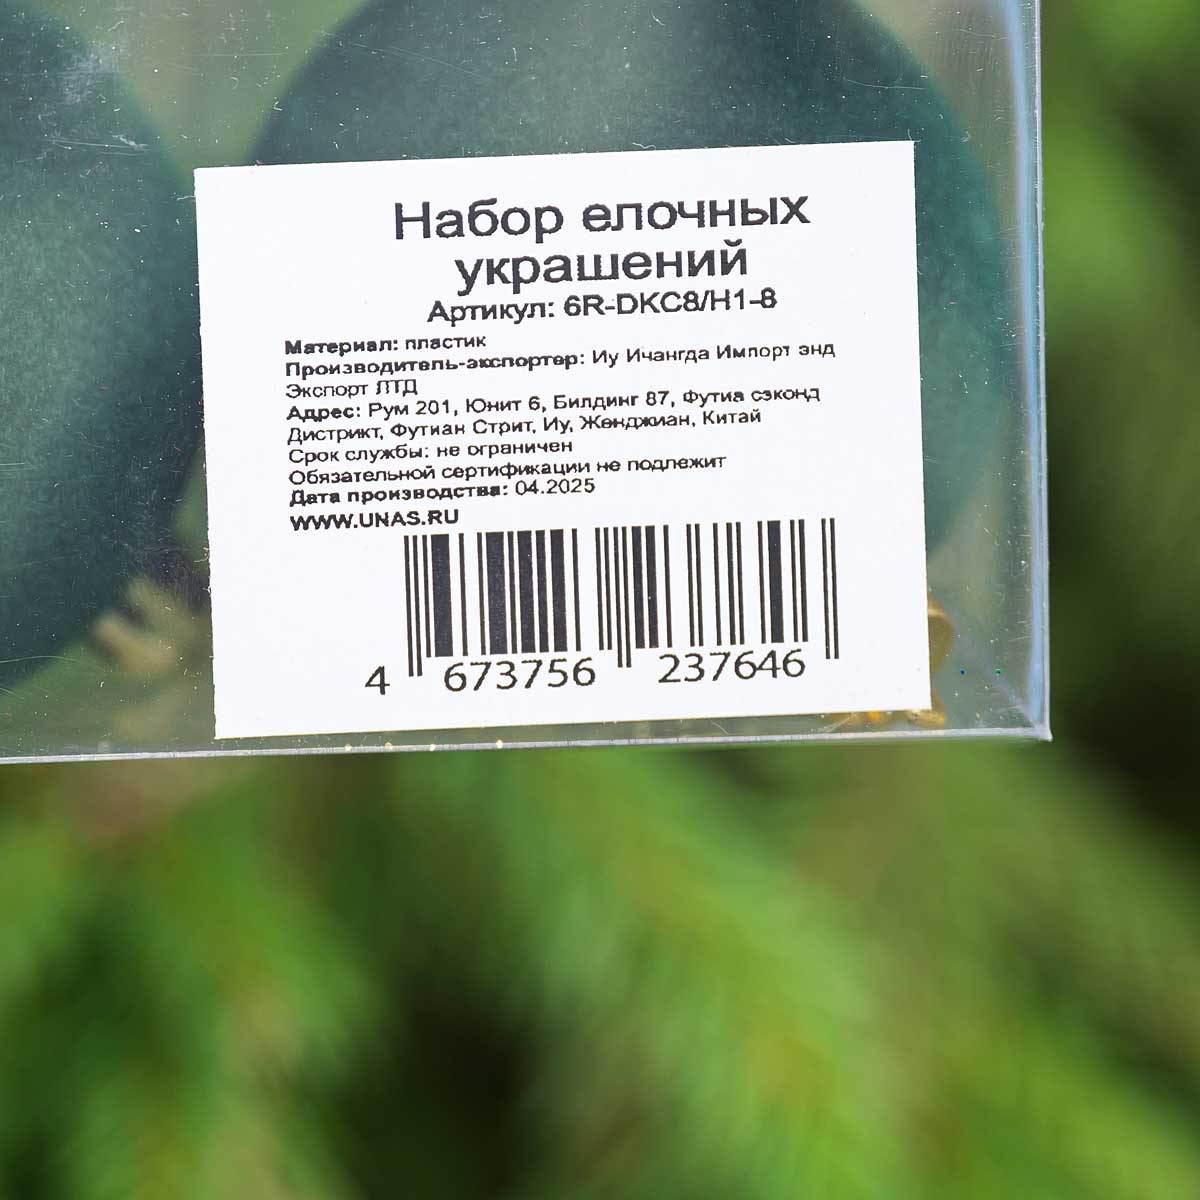 Набор елочных
украшений
Артикул: 6R-DKC8/H1-8
Материал: пластик
Производитель-экспортер: Иу Ичангда Импорт энд
Экспорт ЛТД
Адрес: Рум 201, Юнит 6, Билдинг 87, Футиа сэконд
Дистрикт, Футиан Стрит, Иу, Жэнджиан, Китай
Срок службы: не ограничен
Обязательной сертификации не подлежит
Дата производства: 04.2025
WWW.UNAS.RU
4 673756 237646